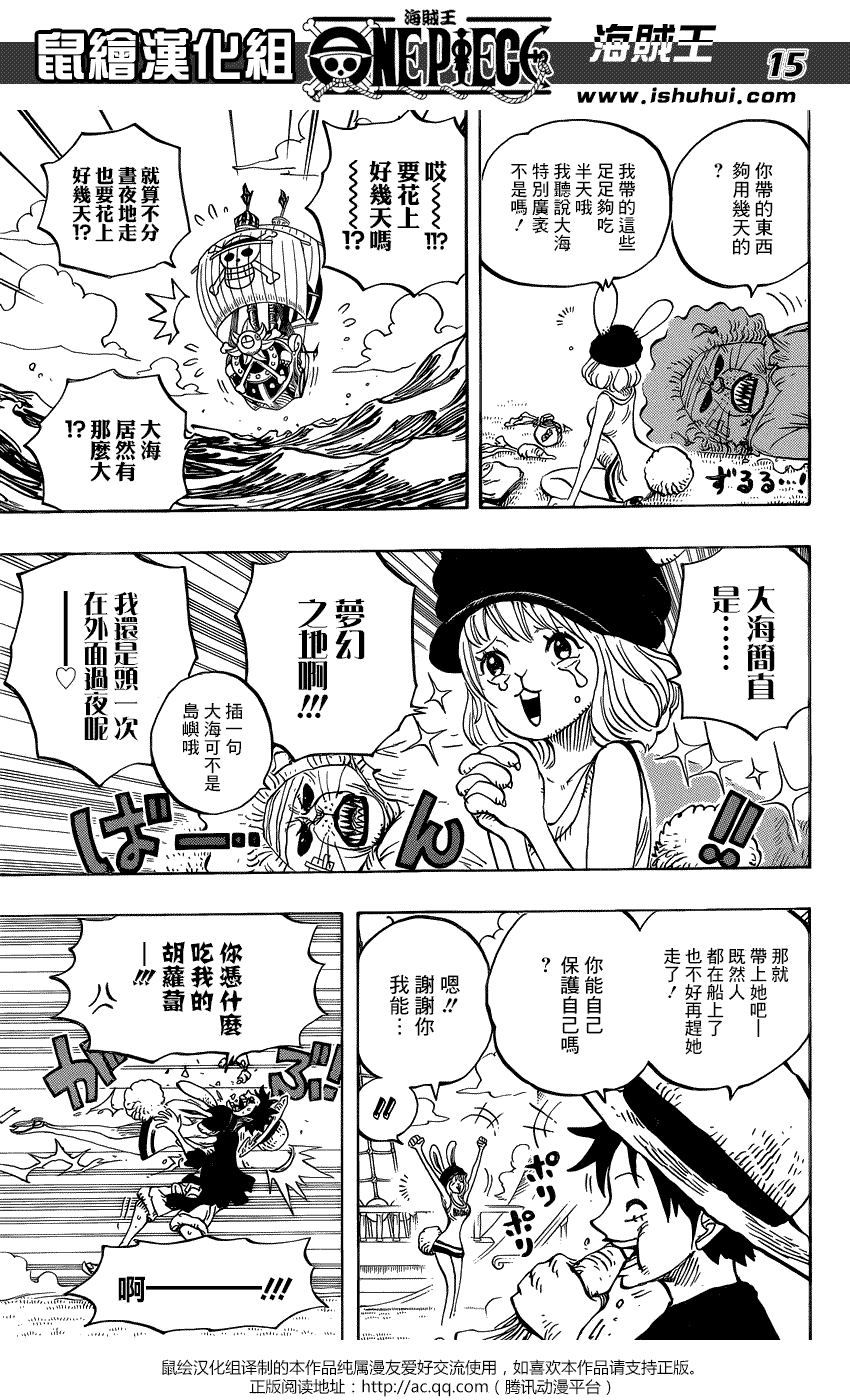 鼠繪漢化組
海賊王
ONE PIECE
海賊王
15
www.ishuhui.com
你帶的東西
夠用幾天的
？
我帶的這些
足足夠吃
半天哦
我聽說大海
特別廣袤
不是嗎！
ずるる…！
哎～～～!!?
要花上
好幾天嗎
～～～～!?
就算不分
晝夜地走
也要花上
好幾天!?
大海
居然有
那麼大
!?
大海簡直
是……
夢幻
之地啊!!!
插一句
大海可不是
島嶼哦
我還是頭一次
在外面過夜呢
——♡
ばーーん!!
那就
帶上她吧—
既然人
都在船上了
也不好再趕她
走了！
你能自己
保護自己嗎
？
嗯!!
謝謝你
我能…
!!
ポリ
ポリ
你憑什麼
吃我的
胡蘿蔔
—!!!
がぶ!!
啊————!!!
鼠绘汉化组译制的本作品纯属漫友爱好交流使用，如喜欢本作品请支持正版。
正版阅读地址：http://ac.qq.com（腾讯动漫平台）